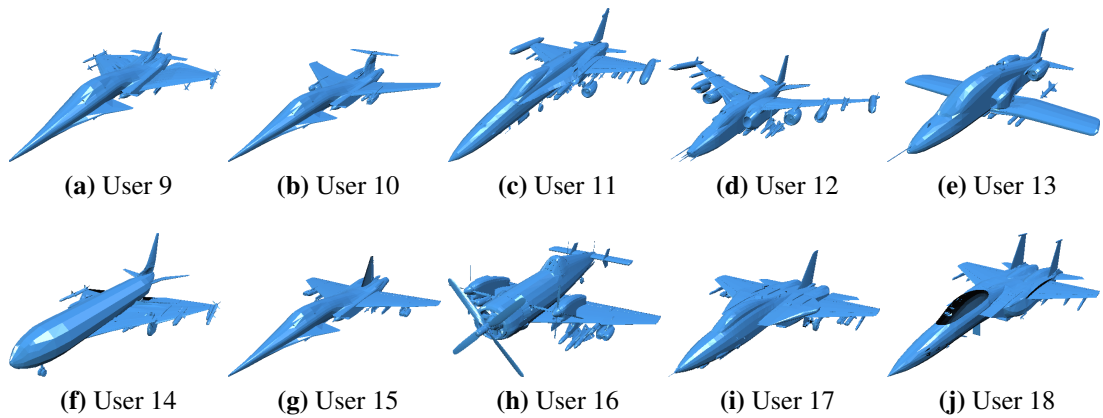 (a) User 9
(b) User 10
(c) User 11
(d) User 12
(e) User 13
(f) User 14
(g) User 15
(h) User 16
(i) User 17
(j) User 18